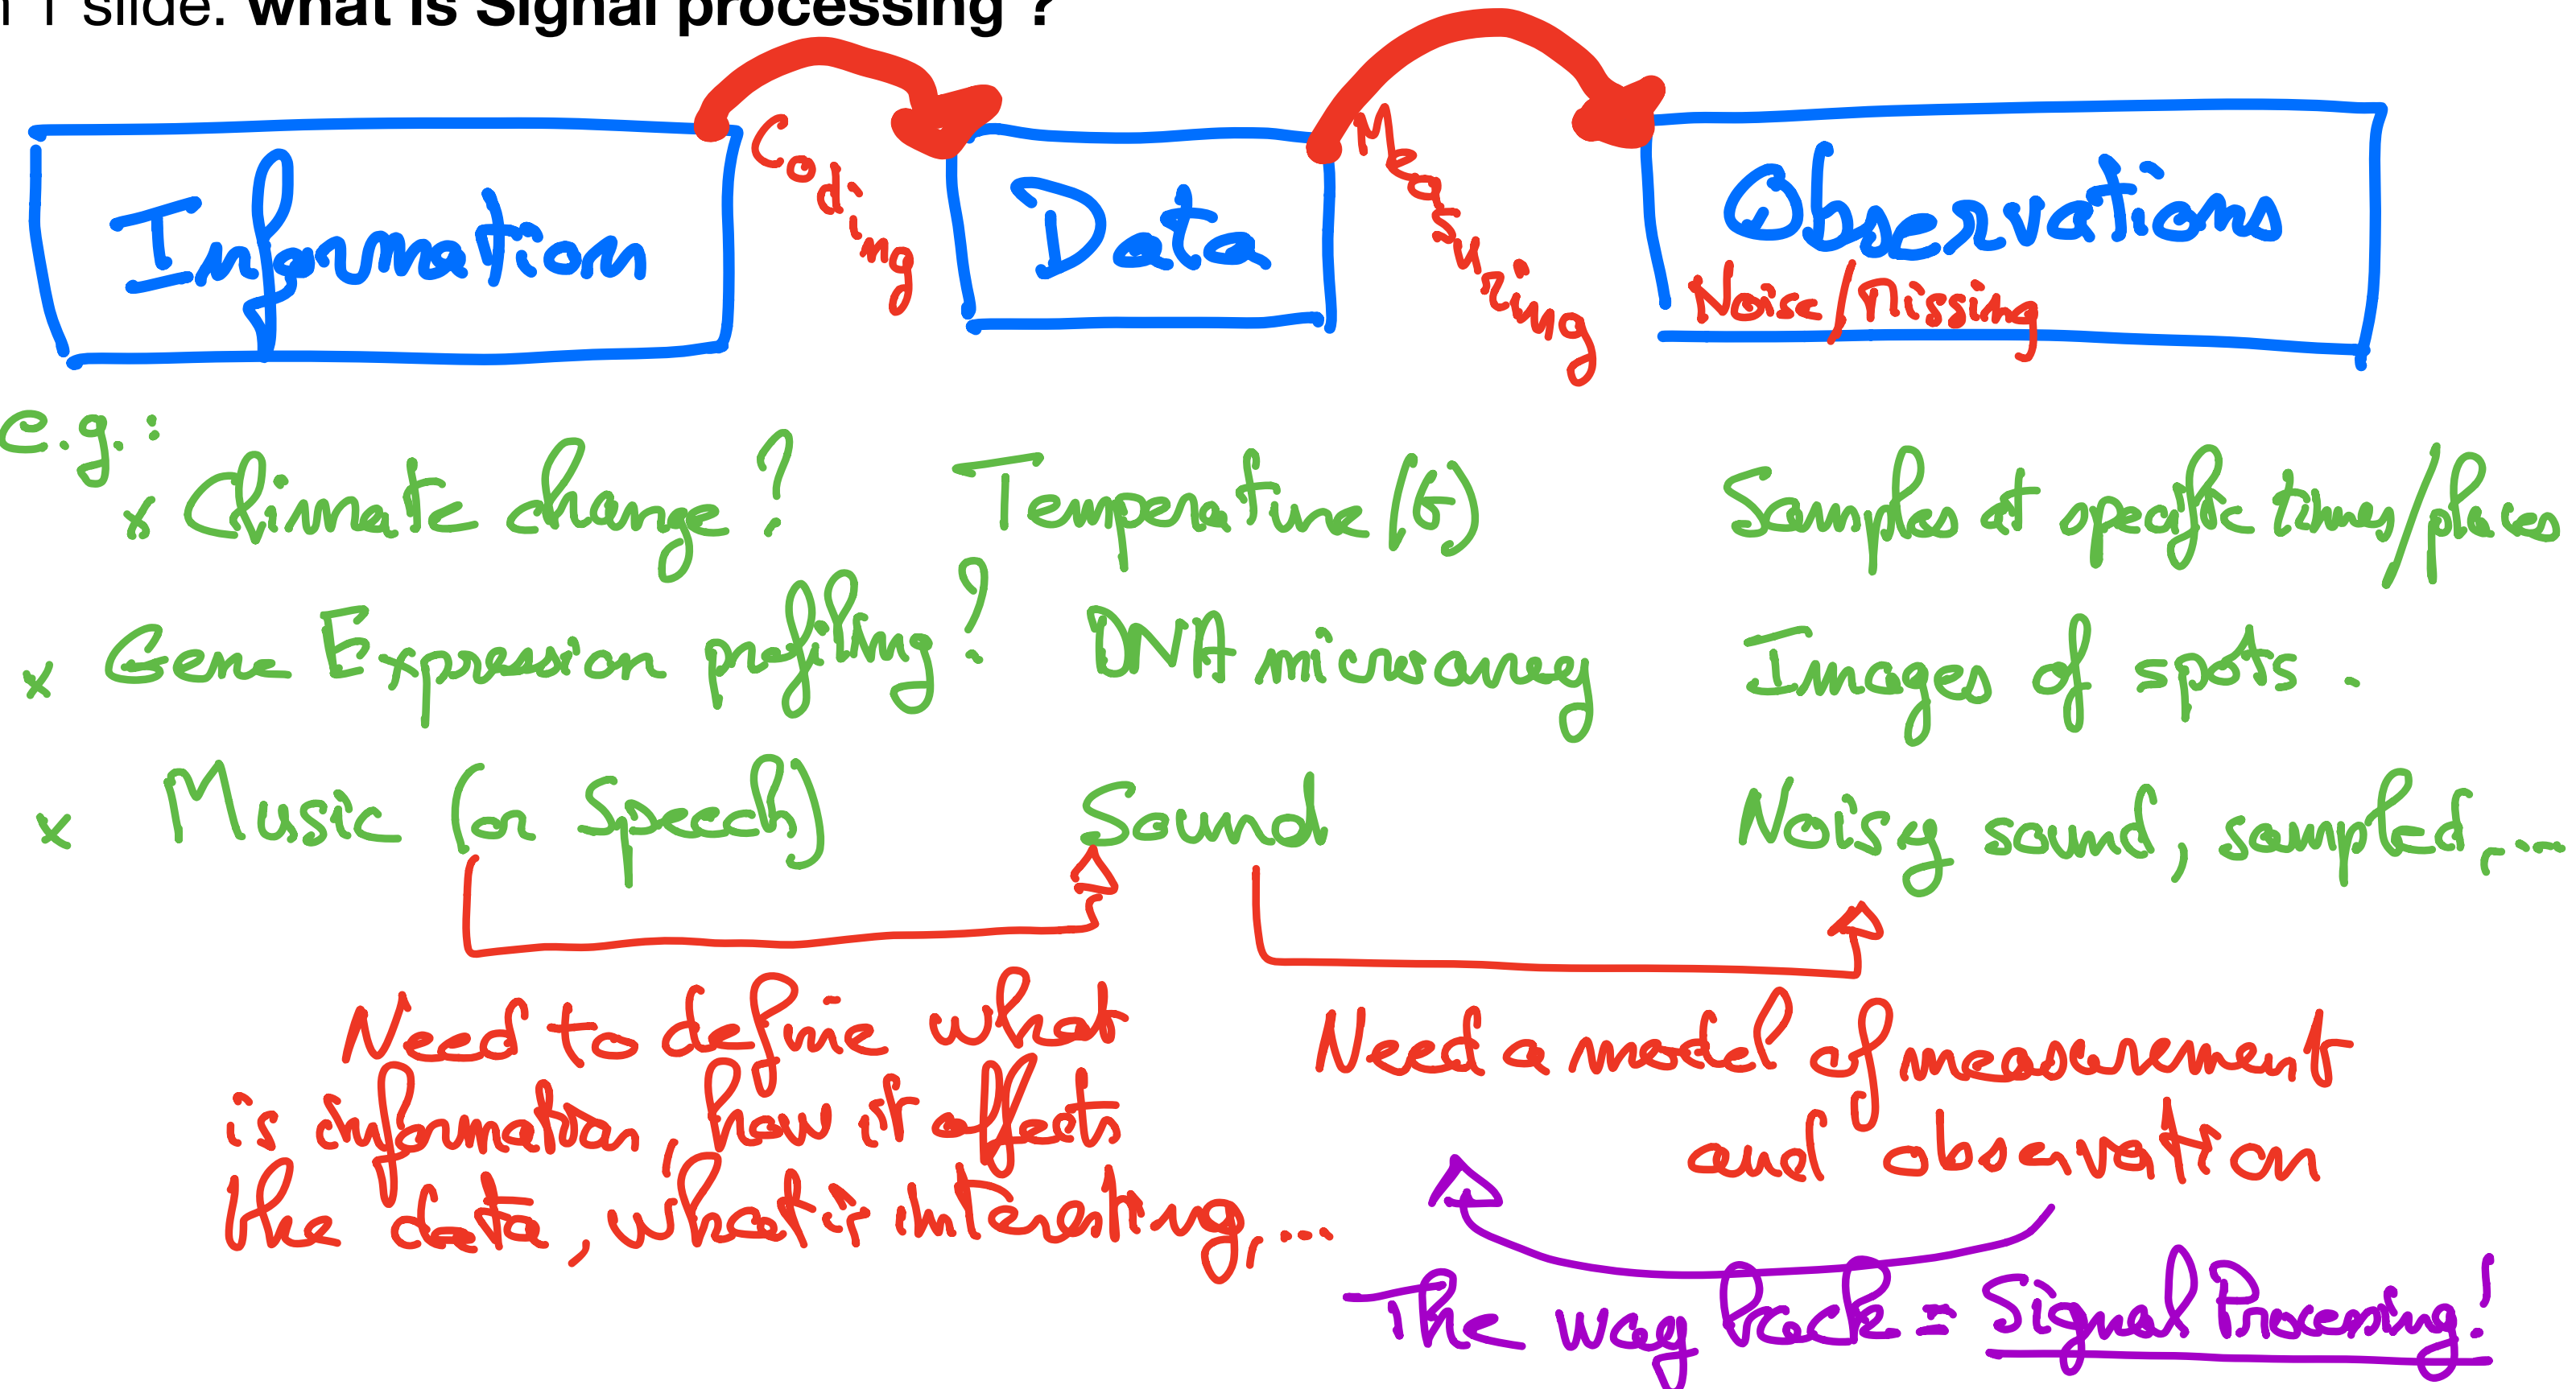 n 1 slide: what is Signal processing ?
Information
Coding
Data
Measuring
Observations
Noise/Missing
e.g.:
x Climate change? Temperature (t) Samples at specific times/places
x Gene Expression profiling? DNA microarray Images of spots.
x Music (or Speech) Sound Noisy sound, sampled,...
Need to define what
is information, how it affects
the data, what is interesting,...
Need a model of measurement
and observation
The way back = Signal Processing!